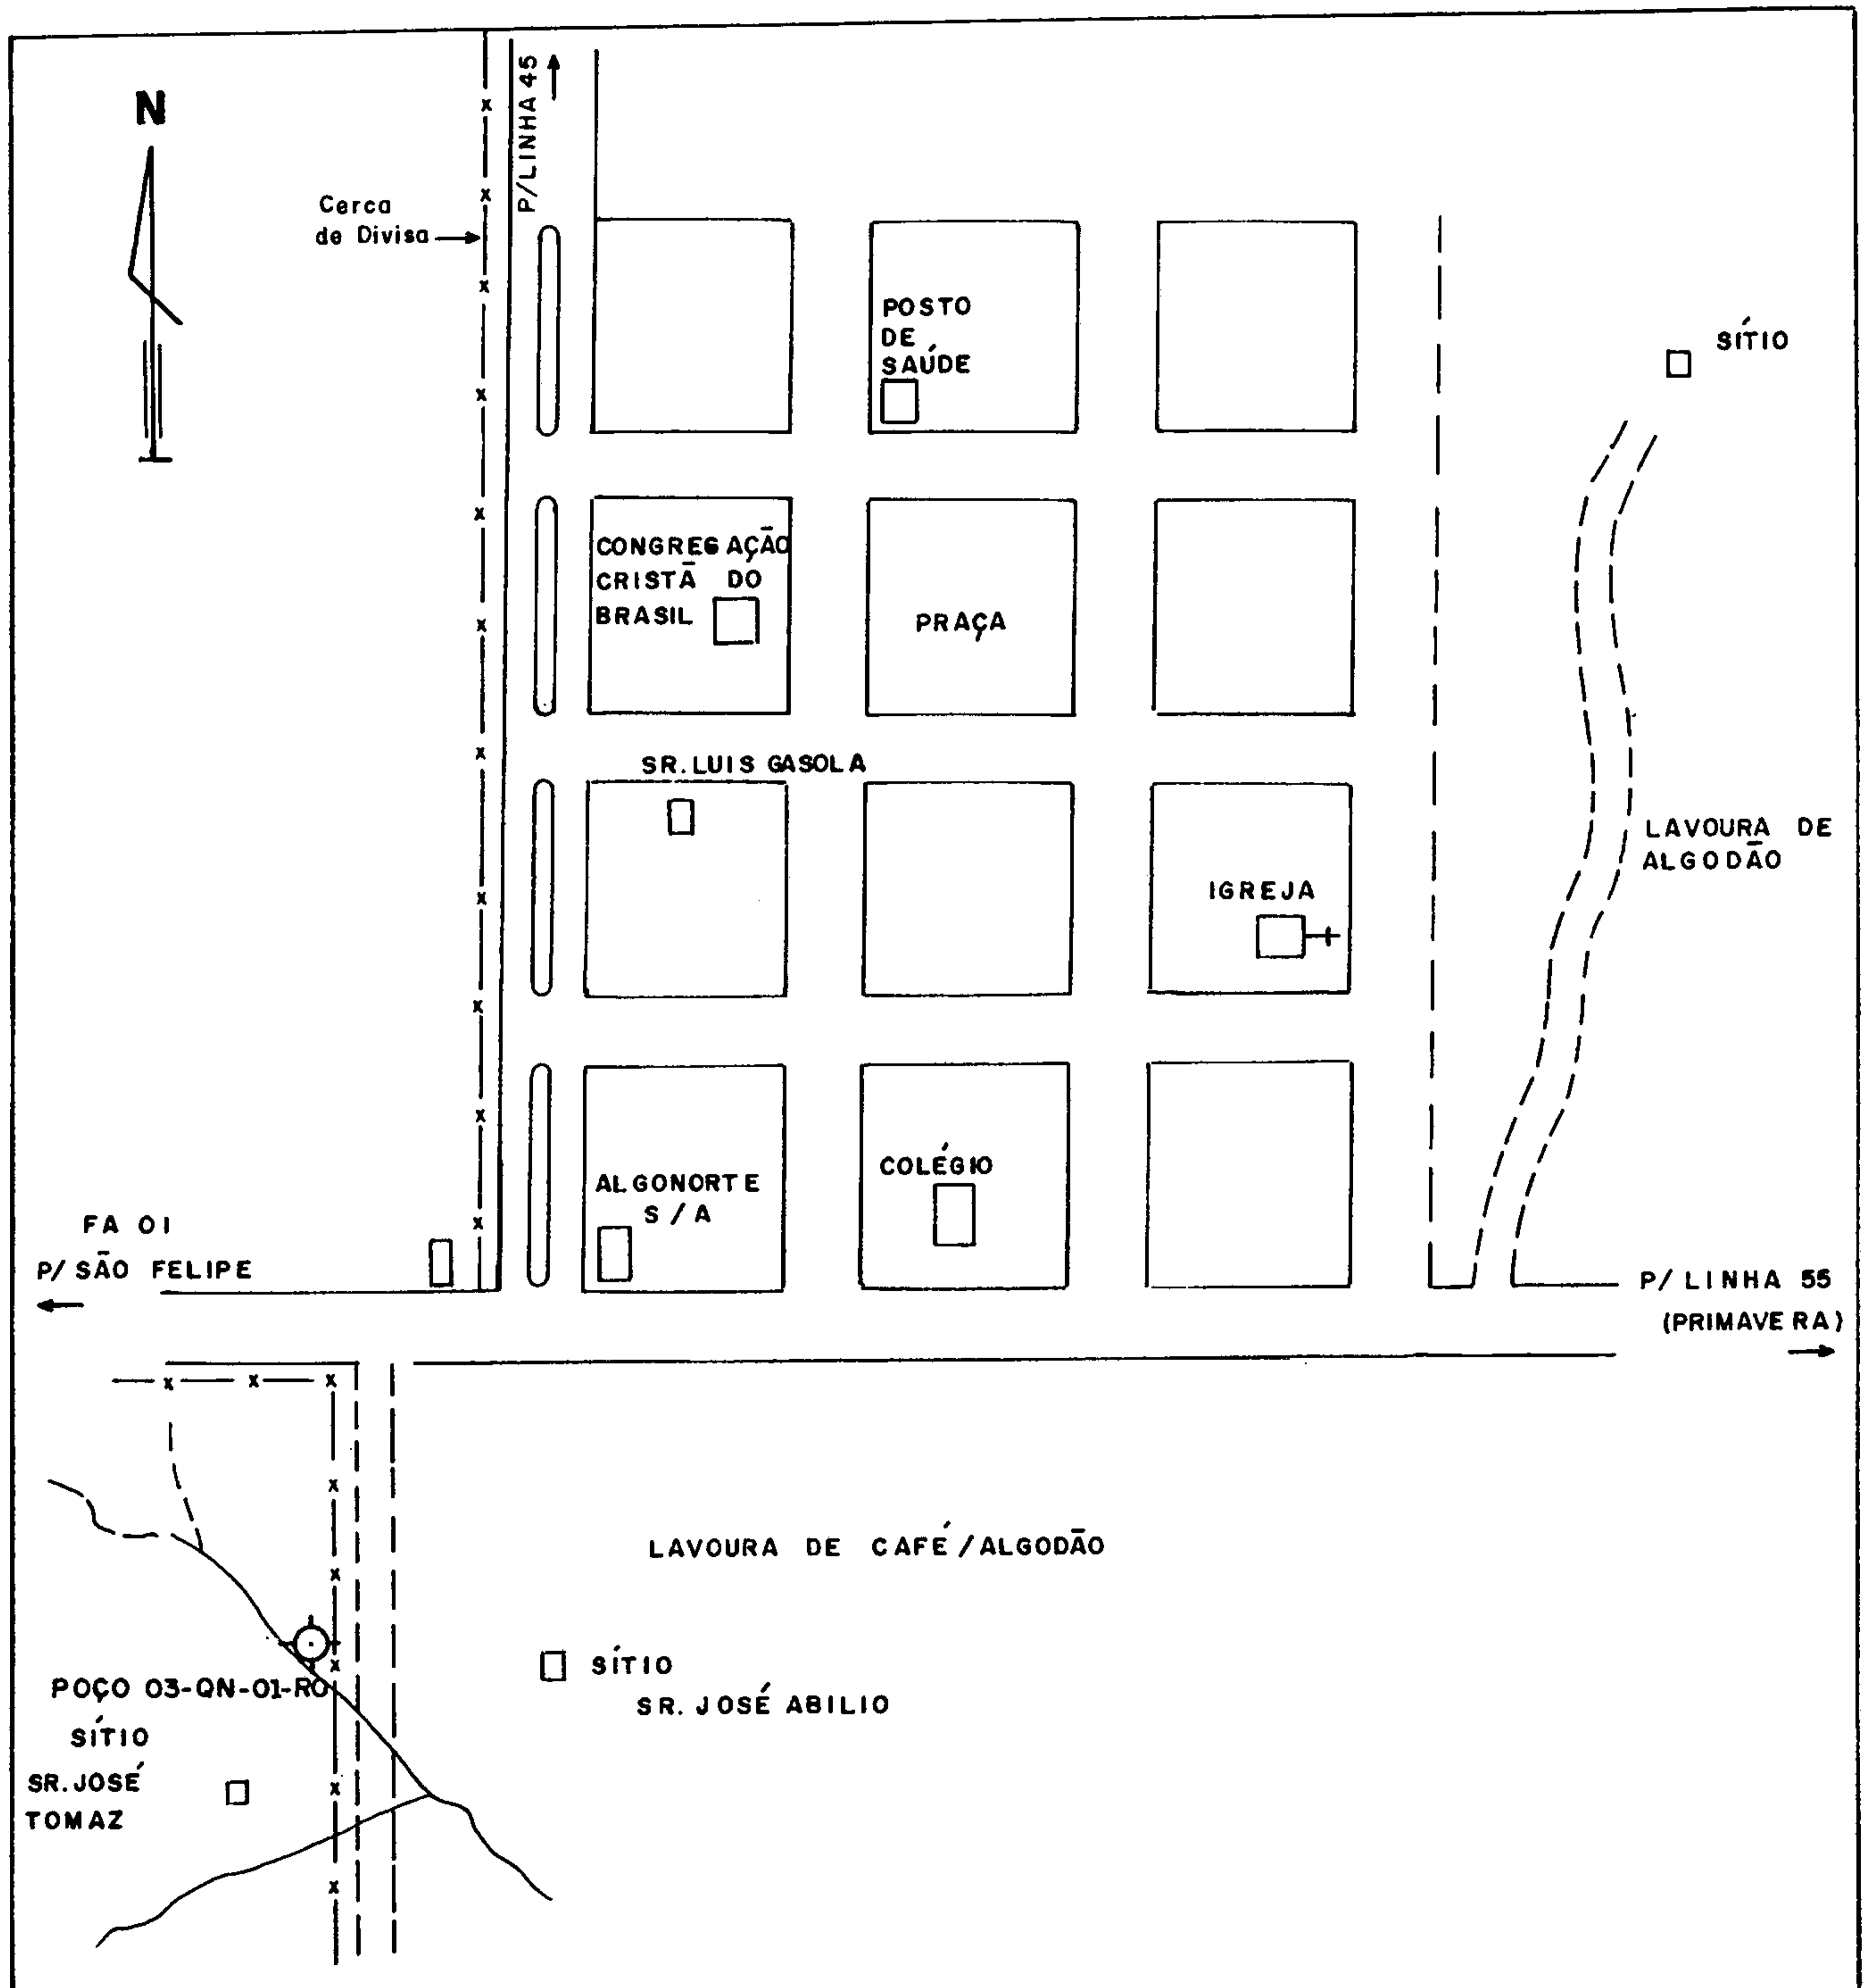 N
P/LINHA 45
Cerca
de Divisa
POSTO
DE
SAÚDE
SÍTIO
CONGREGAÇÃO
CRISTÃ DO
BRASIL
PRAÇA
SR. LUIS GASOLA
LAVOURA DE
ALGODÃO
IGREJA
ALGONORTE
S/A
COLÉGIO
FA 01
P/ SÃO FELIPE
P/ LINHA 55
(PRIMAVERA)
LAVOURA DE CAFÉ/ALGODÃO
POÇO 03-QN-01-RO
SÍTIO
SR. JOSÉ
TOMAZ
SÍTIO
SR. JOSÉ ABILIO